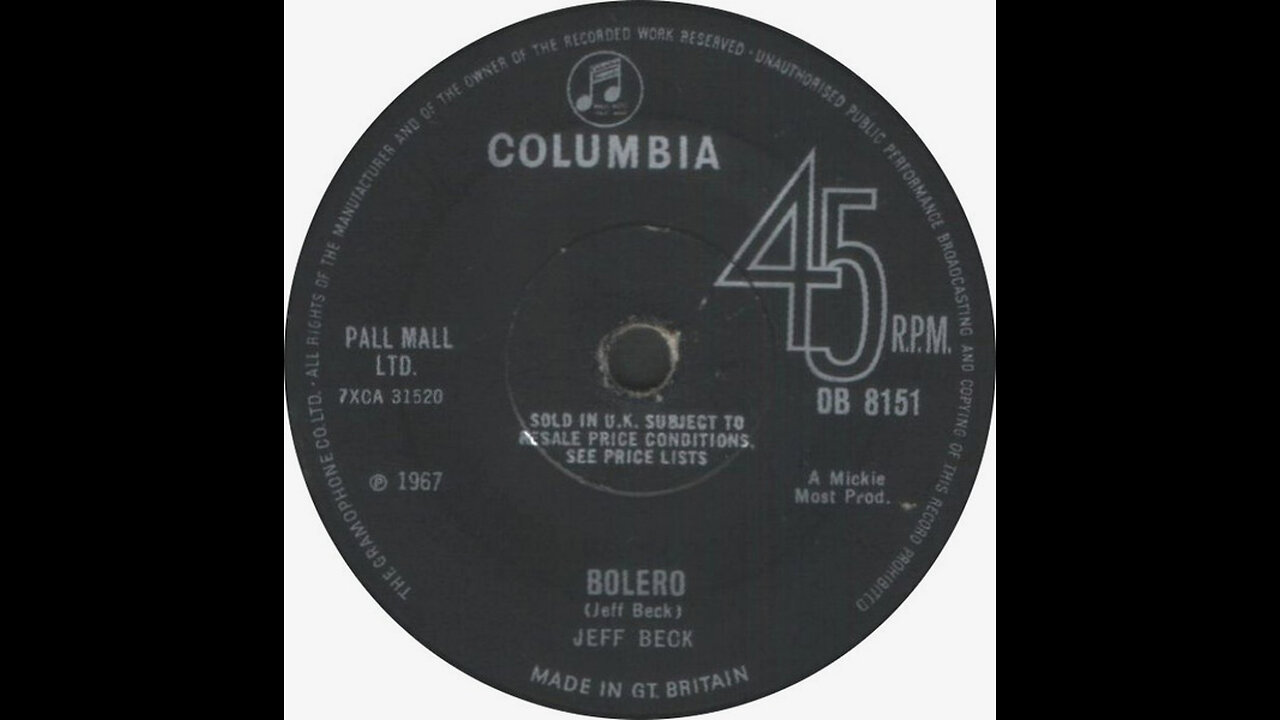 THE GRAMOPHONE CO. LTD. · ALL RIGHTS OF THE MANUFACTURER AND OF THE OWNER OF THE RECORDED WORK RESERVED · UNAUTHORISED PUBLIC PERFORMANCE BROADCASTING AND COPYING OF THIS RECORD PROHIBITED
COLUMBIA
45
R.P.M.
PALL MALL
LTD.
7XCA 31520
DB 8151
SOLD IN U.K. SUBJECT TO
RESALE PRICE CONDITIONS,
SEE PRICE LISTS
℗ 1967
A Mickie
Most Prod.
BOLERO
(Jeff Beck)
JEFF BECK
MADE IN GT. BRITAIN